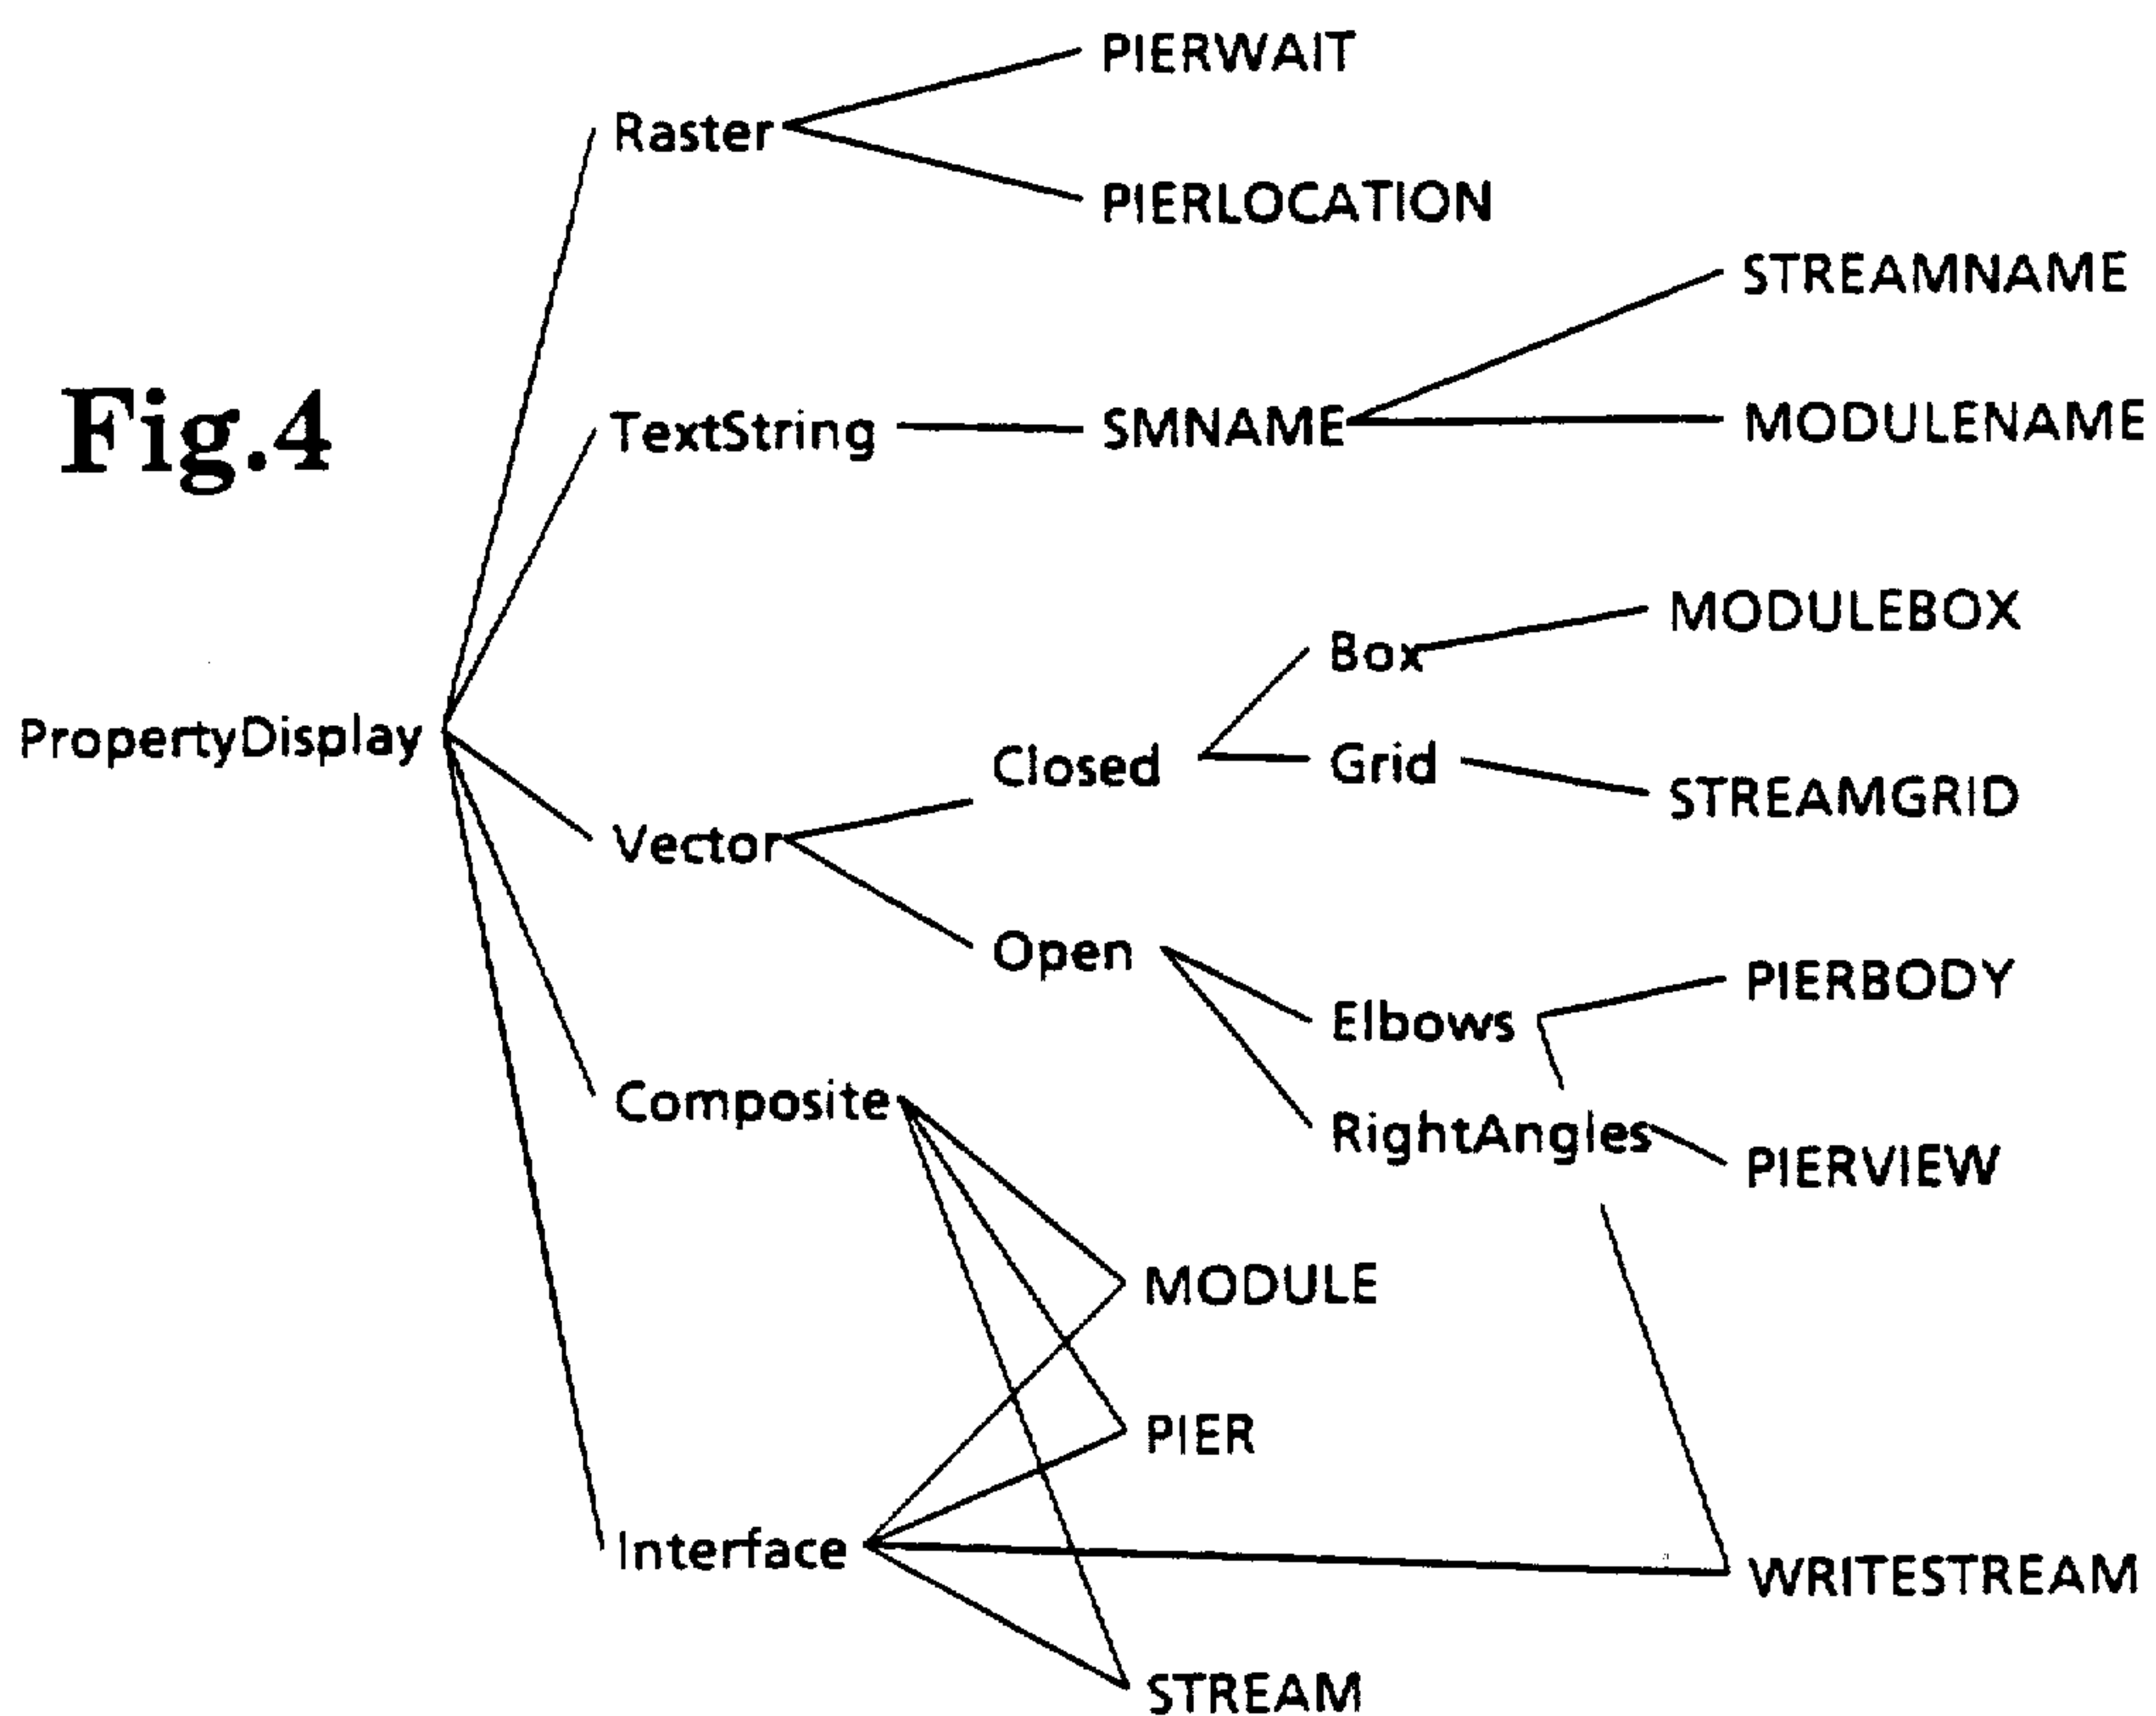 PIERWAIT
Raster
PIERLOCATION
STREAMNAME
Fig.4
TextString
SMNAME
MODULENAME
MODULEBOX
Box
PropertyDisplay
Closed
Grid
STREAMGRID
Vector
Open
PIERBODY
Elbows
Composite
RightAngles
PIERVIEW
MODULE
PIER
Interface
WRITESTREAM
STREAM